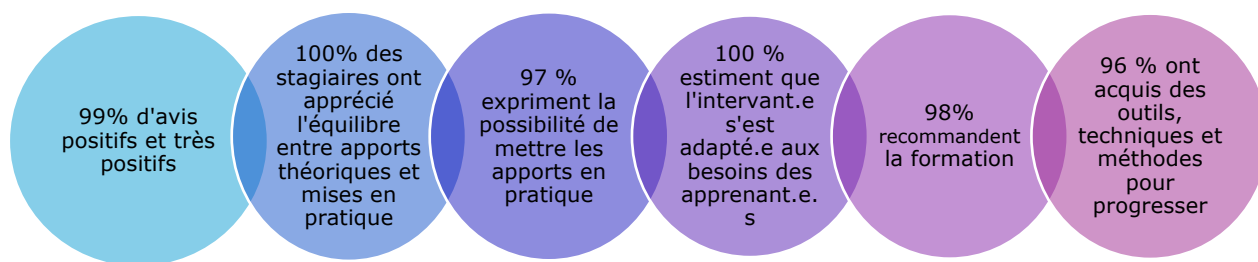 99% d'avis
positifs et très
positifs
100% des
stagiaires ont
apprécié
l'équilibre
entre apports
théoriques et
mises en
pratique
97 %
expriment la
possibilité de
mettre les
apports en
pratique
100 %
estiment que
l'intervant.e
s'est
adapté.e aux
besoins des
apprenant.e.
s
98%
recommandent
la formation
96 % ont
acquis des
outils,
techniques et
méthodes
pour
progresser